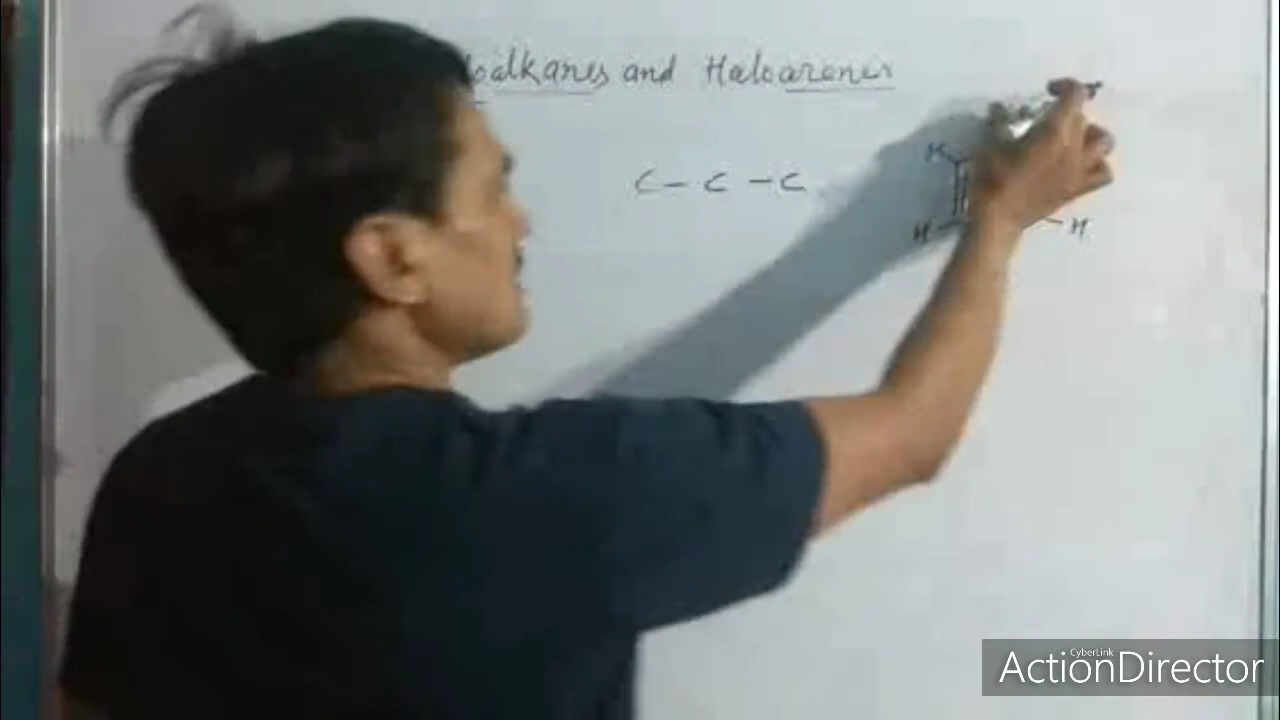 oalkanes and Haloarenes
C – C – C
H
H
H
CyberLink
ActionDirector